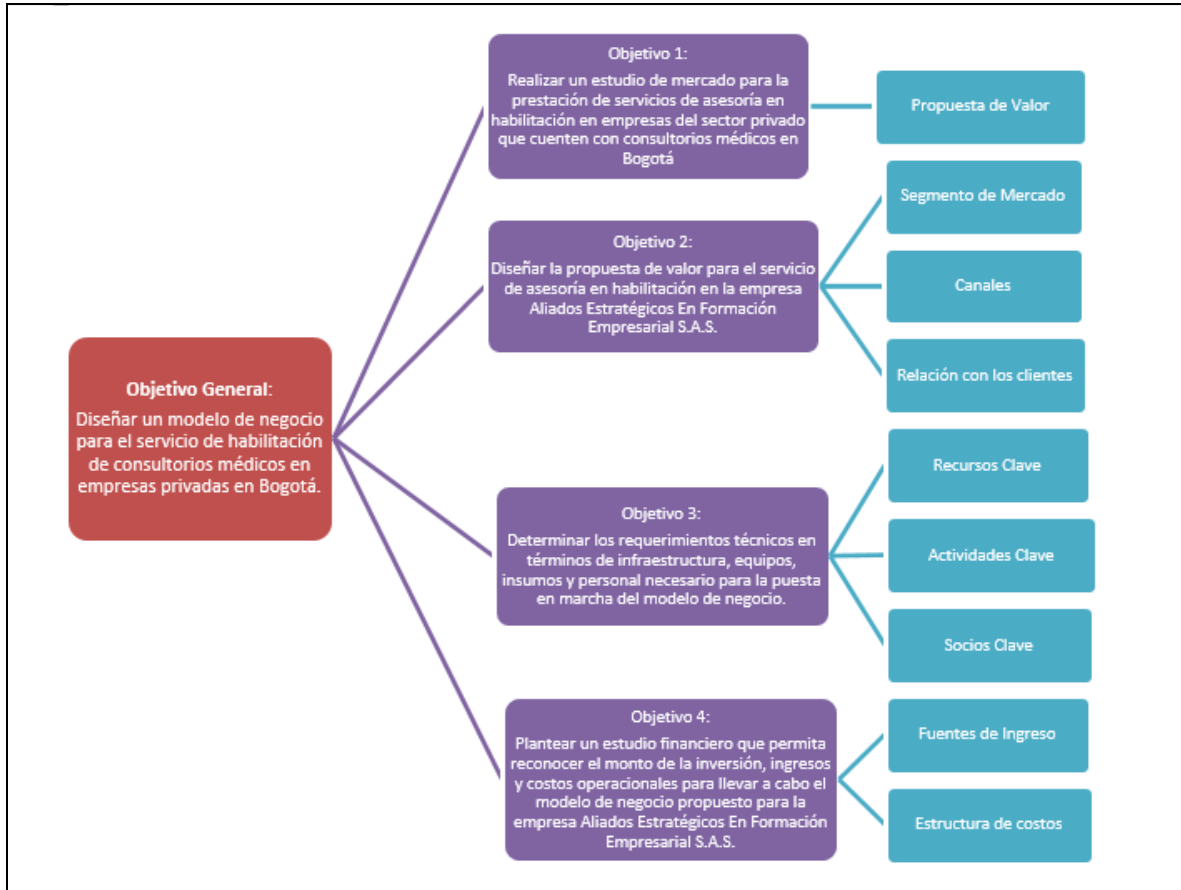 Objetivo General:
Diseñar un modelo de negocio
para el servicio de habilitación
de consultorios médicos en
empresas privadas en Bogotá.
Objetivo 1:
Realizar un estudio de mercado para la
prestación de servicios de asesoría en
habilitación en empresas del sector privado
que cuenten con consultorios médicos en
Bogotá
Propuesta de Valor
Objetivo 2:
Diseñar la propuesta de valor para el servicio
de asesoría en habilitación en la empresa
Aliados Estratégicos En Formación
Empresarial S.A.S.
Segmento de Mercado
Canales
Relación con los clientes
Objetivo 3:
Determinar los requerimientos técnicos en
términos de infraestructura, equipos,
insumos y personal necesario para la puesta
en marcha del modelo de negocio.
Recursos Clave
Actividades Clave
Socios Clave
Objetivo 4:
Plantear un estudio financiero que permita
reconocer el monto de la inversión, ingresos
y costos operacionales para llevar a cabo el
modelo de negocio propuesto para la
empresa Aliados Estratégicos En Formación
Empresarial S.A.S.
Fuentes de Ingreso
Estructura de costos